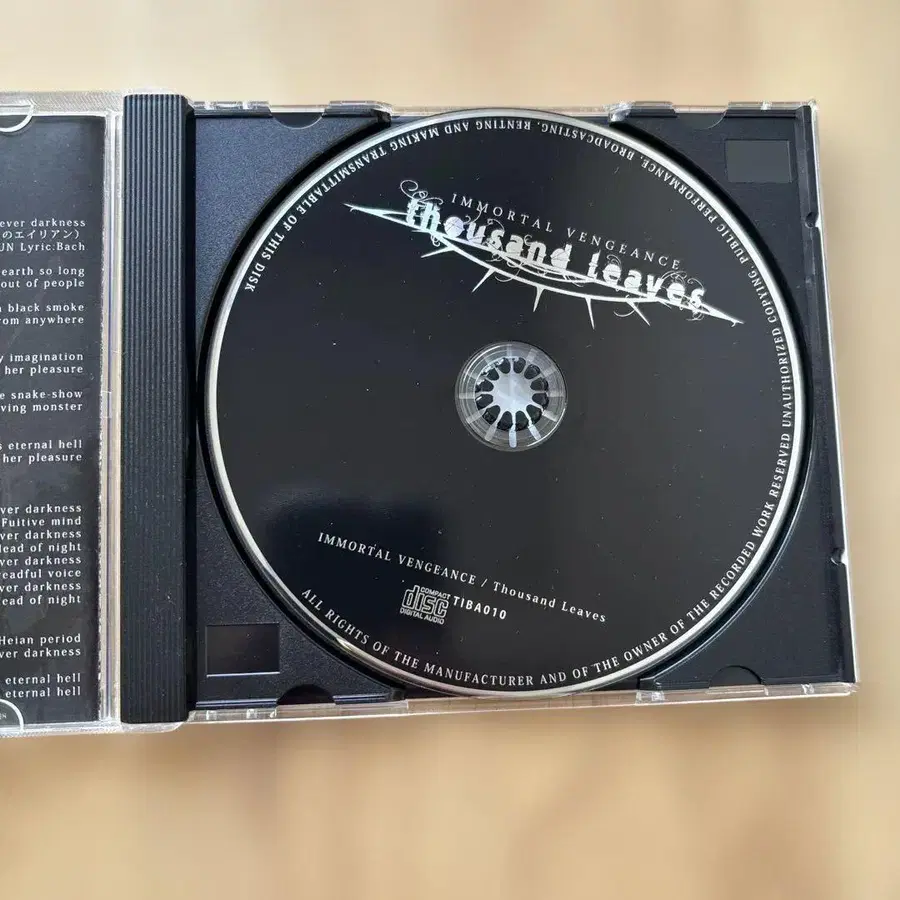 ever darkness
のエイリアン)
UN Lyric:Bach
earth so long
out of people
black smoke
from anywhere
imagination
her pleasure
snake-show
ving monster
eternal hell
her pleasure
ver darkness
Fuitive mind
ver darkness
dead of night
ver darkness
readful voice
ver darkness
ead of night
Heian period
ver darkness
eternal hell
eternal hell
IMMORTAL VENGEANCE
thousand leaves
IMMORTAL VENGEANCE / Thousand Leaves
COMPACT
disc
DIGITAL AUDIO
TIBA010
ALL RIGHTS OF THE MANUFACTURER AND OF THE OWNER OF THE RECORDED WORK RESERVED UNAUTHORIZED COPYING, PUBLIC PERFORMANCE, BROADCASTING, RENTING AND MAKING TRANSMITTABLE OF THIS DISK